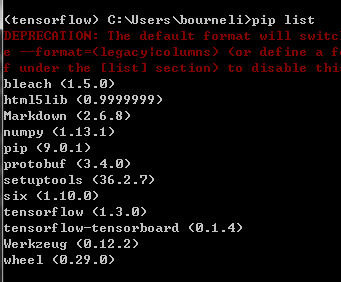 (tensorflow) C:\Users\bourneli>pip list
DEPRECATION: The default format will switc
e --format=(legacy|columns) (or define a fo
f under the [list] section) to disable this
bleach (1.5.0)
html5lib (0.9999999)
Markdown (2.6.8)
numpy (1.13.1)
pip (9.0.1)
protobuf (3.4.0)
setuptools (36.2.7)
six (1.10.0)
tensorflow (1.3.0)
tensorflow-tensorboard (0.1.4)
Werkzeug (0.12.2)
wheel (0.29.0)